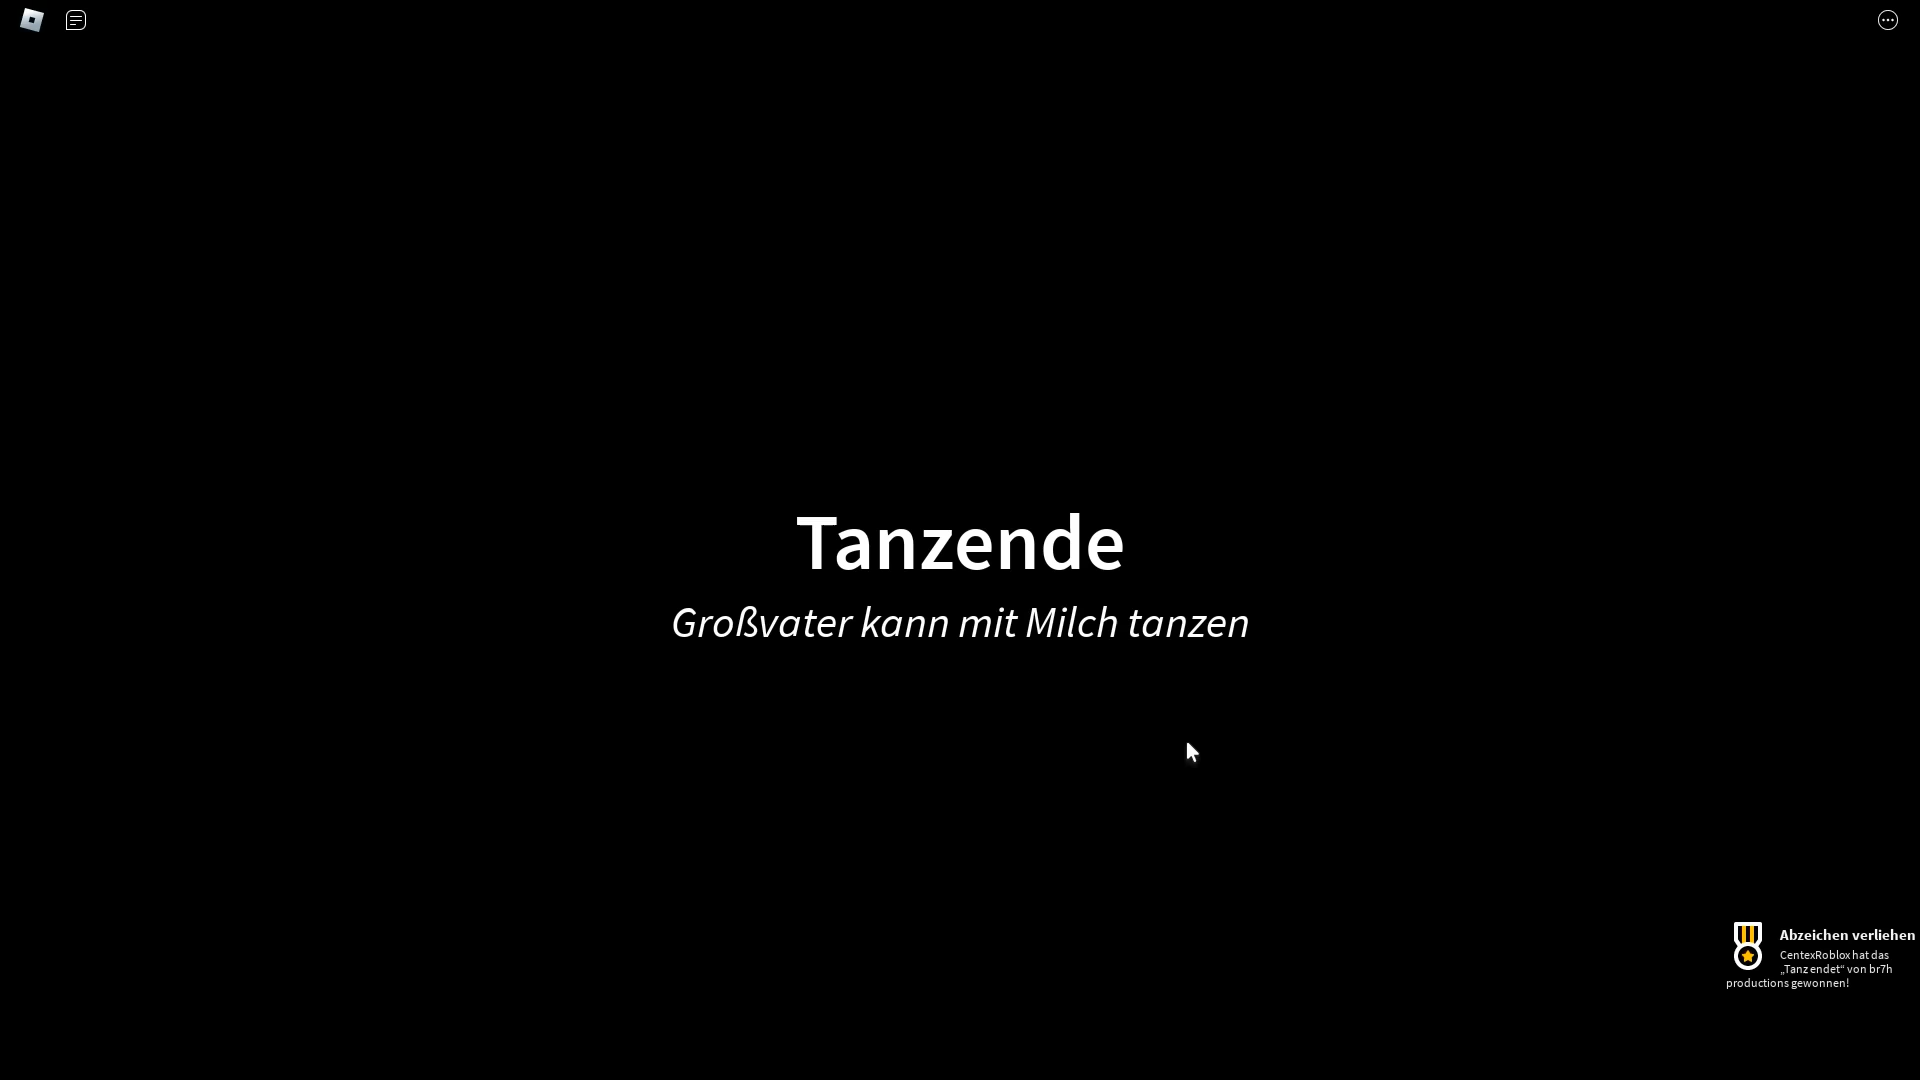 Tanzende
Großvater kann mit Milch tanzen
Abzeichen verliehen
CentexRoblox hat das
„Tanz endet“ von br7h
productions gewonnen!